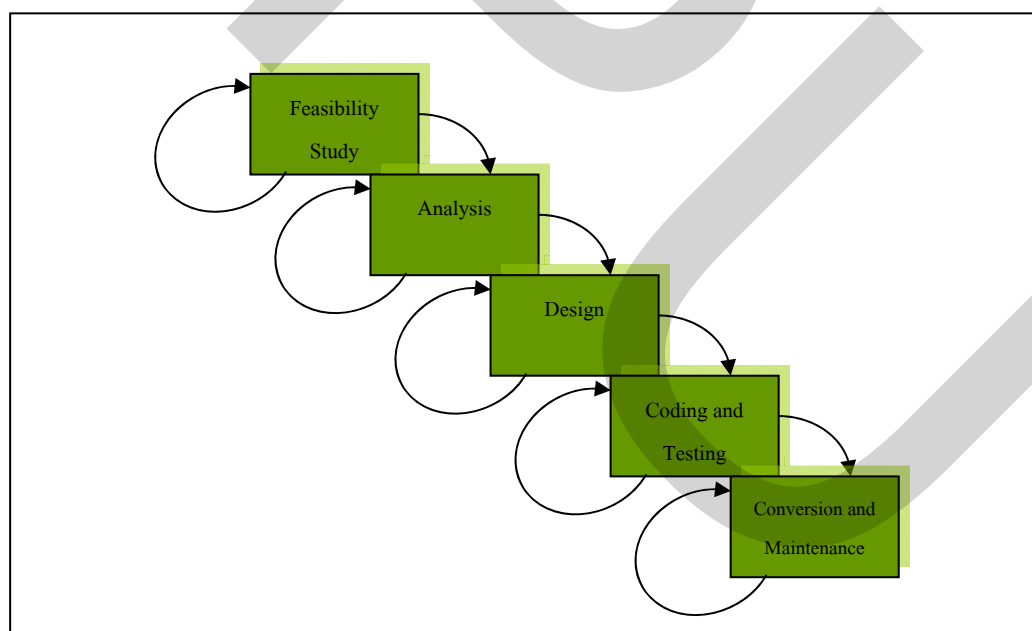 Feasibility
Study
Analysis
Design
Coding and
Testing
Conversion and
Maintenance